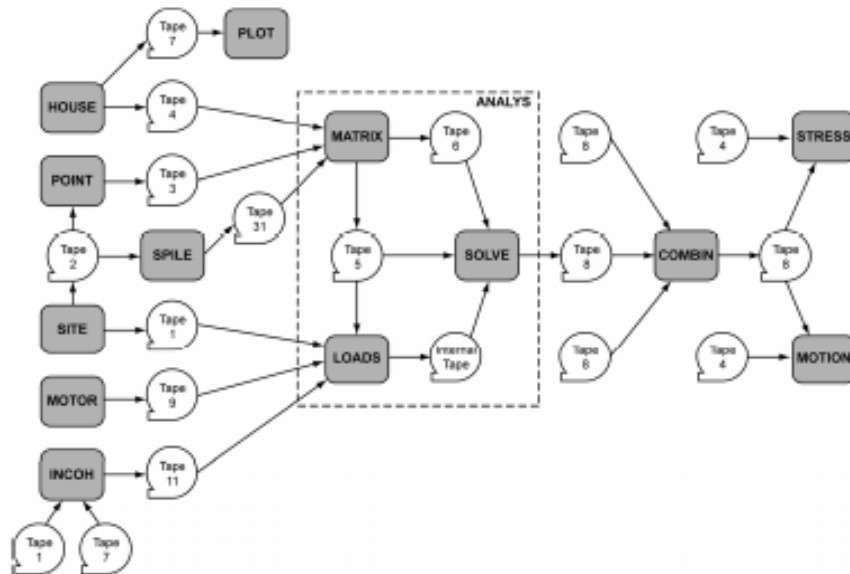 Tape
7
PLOT
HOUSE
Tape
4
ANALYS
MATRIX
Tape
6
Tape
8
Tape
4
STRESS
POINT
Tape
3
Tape
31
Tape
2
SPILE
Tape
5
SOLVE
Tape
8
COMBIN
Tape
8
SITE
Tape
1
LOADS
Internal
Tape
Tape
8
Tape
4
MOTION
MOTOR
Tape
9
INCOH
Tape
11
Tape
1
Tape
7